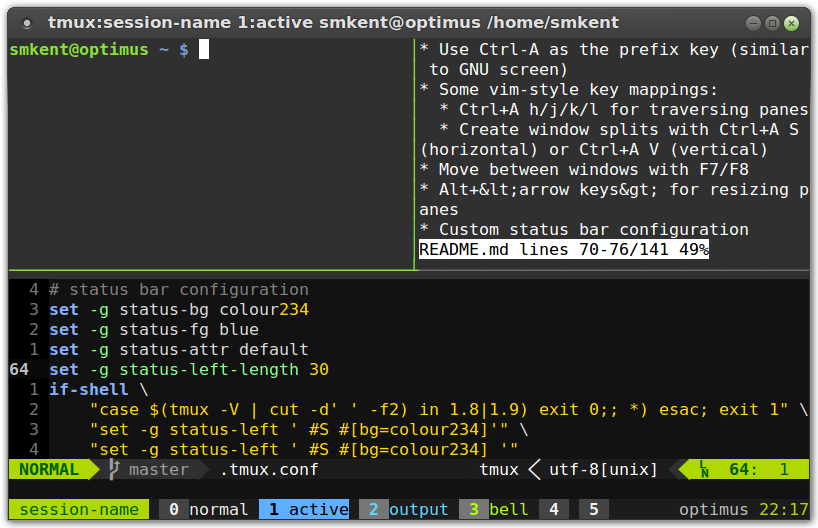 tmux:session-name 1:active smkent@optimus /home/smkent
smkent@optimus ~ $
* Use Ctrl-A as the prefix key (similar
to GNU screen)
* Some vim-style key mappings:
* Ctrl+A h/j/k/l for traversing panes
* Create window splits with Ctrl+A S
(horizontal) or Ctrl+A V (vertical)
* Move between windows with F7/F8
* Alt+&lt;arrow keys&gt; for resizing p
anes
* Custom status bar configuration
README.md lines 70-76/141 49%
4 # status bar configuration
3 set -g status-bg colour234
2 set -g status-fg blue
1 set -g status-attr default
64 set -g status-left-length 30
1 if-shell \
2 "case $(tmux -V | cut -d' ' -f2) in 1.8|1.9) exit 0;; *) esac; exit 1" \
3 "set -g status-left ' #S #[bg=colour234]'" \
4 "set -g status-left ' #S #[bg=colour234] '"
NORMAL master .tmux.conf tmux utf-8[unix] LN 64: 1
session-name 0 normal 1 active 2 output 3 bell 4 5 optimus 22:17